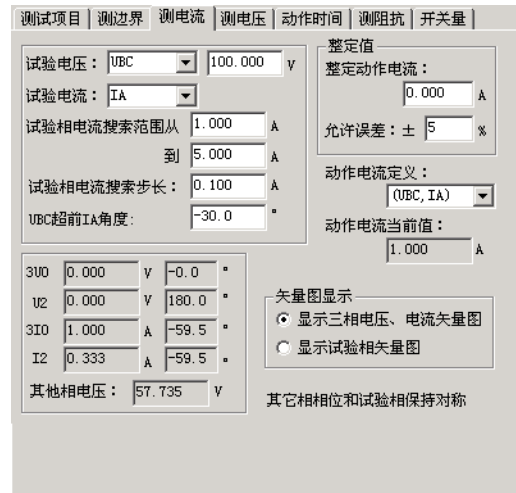 测试项目 测边界 测电流 测电压 动作时间 测阻抗 开关量
试验电压： UBC 100.000 V
试验电流： IA
试验相电流搜索范围从 1.000 A
到 5.000 A
试验相电流搜索步长： 0.100 A
UBC超前IA角度: -30.0 °
整定值
整定动作电流：
0.000 A
允许误差：± 5 %
动作电流定义：
(UBC,IA)
动作电流当前值：
1.000 A
3U0 0.000 V -0.0 °
U2 0.000 V 180.0 °
3I0 1.000 A -59.5 °
I2 0.333 A -59.5 °
其他相电压： 57.735 V
矢量图显示
显示三相电压、电流矢量图
显示试验相矢量图
其它相相位和试验相保持对称